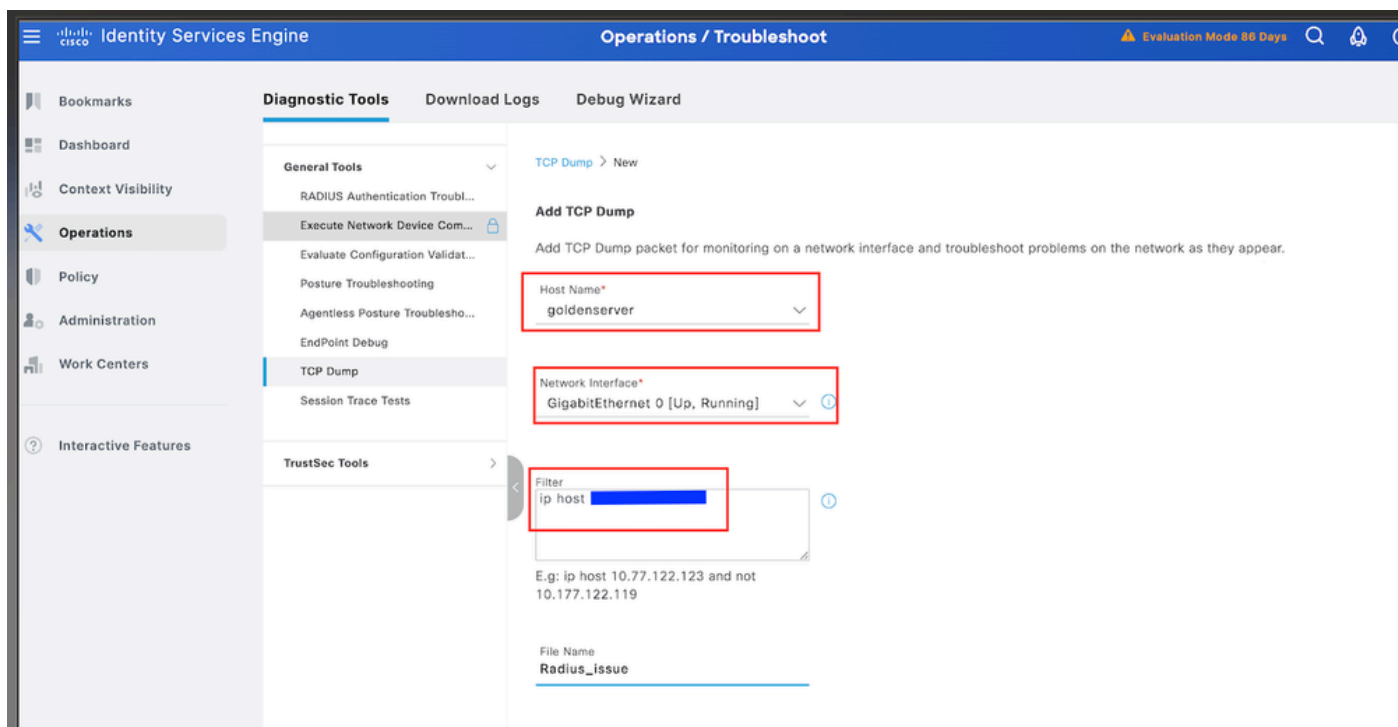 CISCO Identity Services Engine
Operations / Troubleshoot
Evaluation Mode 86 Days
Bookmarks
Dashboard
Context Visibility
Operations
Policy
Administration
Work Centers
Interactive Features
Diagnostic Tools
Download Logs
Debug Wizard
General Tools
RADIUS Authentication Troubl...
Execute Network Device Com...
Evaluate Configuration Validat...
Posture Troubleshooting
Agentless Posture Troublesho...
EndPoint Debug
TCP Dump
Session Trace Tests
TrustSec Tools
TCP Dump > New
Add TCP Dump
Add TCP Dump packet for monitoring on a network interface and troubleshoot problems on the network as they appear.
Host Name*
goldenserver
Network Interface*
GigabitEthernet 0 [Up, Running]
Filter
ip host
E.g: ip host 10.77.122.123 and not
10.177.122.119
File Name
Radius_issue